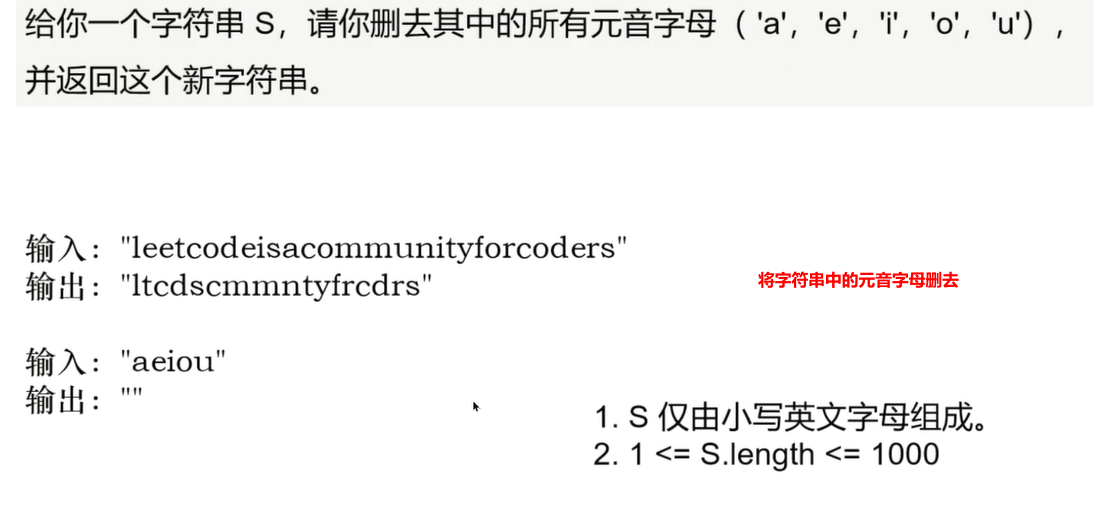 给你一个字符串 S，请你删去其中的所有元音字母（ 'a'，'e'，'i'，'o'，'u'），
并返回这个新字符串。
输入："leetcodeisacommunityforcoders"
输出："ltcdscmmntyfrcdrs"
将字符串中的元音字母删去
输入："aeiou"
输出：""
1. S 仅由小写英文字母组成。
2. 1 <= S.length <= 1000